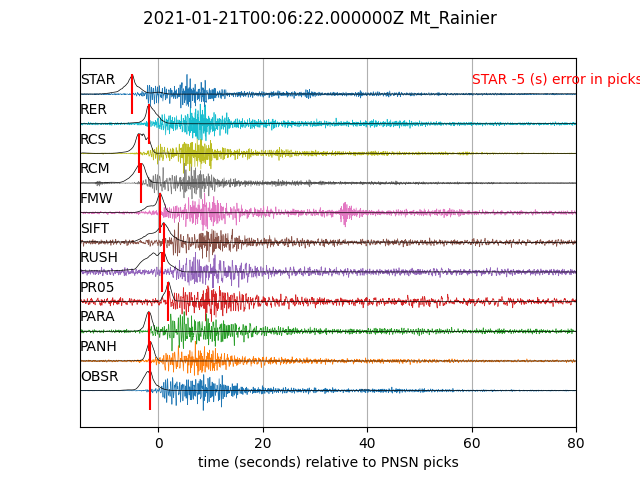 2021-01-21T00:06:22.000000Z Mt_Rainier
STAR
STAR -5 (s) error in picks
RER
RCS
RCM
FMW
SIFT
RUSH
PR05
PARA
PANH
OBSR
0 20 40 60 80
time (seconds) relative to PNSN picks